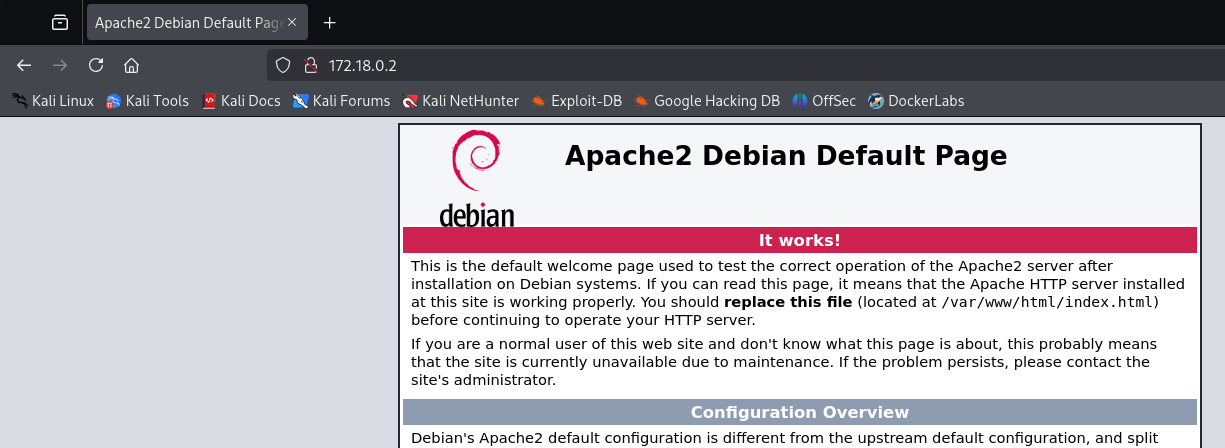 Apache2 Debian Default Pag
172.18.0.2
Kali Linux Kali Tools Kali Docs Kali Forums Kali NetHunter Exploit-DB Google Hacking DB OffSec DockerLabs
debian
Apache2 Debian Default Page
It works!
This is the default welcome page used to test the correct operation of the Apache2 server after
installation on Debian systems. If you can read this page, it means that the Apache HTTP server installed
at this site is working properly. You should replace this file (located at /var/www/html/index.html)
before continuing to operate your HTTP server.
If you are a normal user of this web site and don't know what this page is about, this probably means
that the site is currently unavailable due to maintenance. If the problem persists, please contact the
site's administrator.
Configuration Overview
Debian's Apache2 default configuration is different from the upstream default configuration, and split